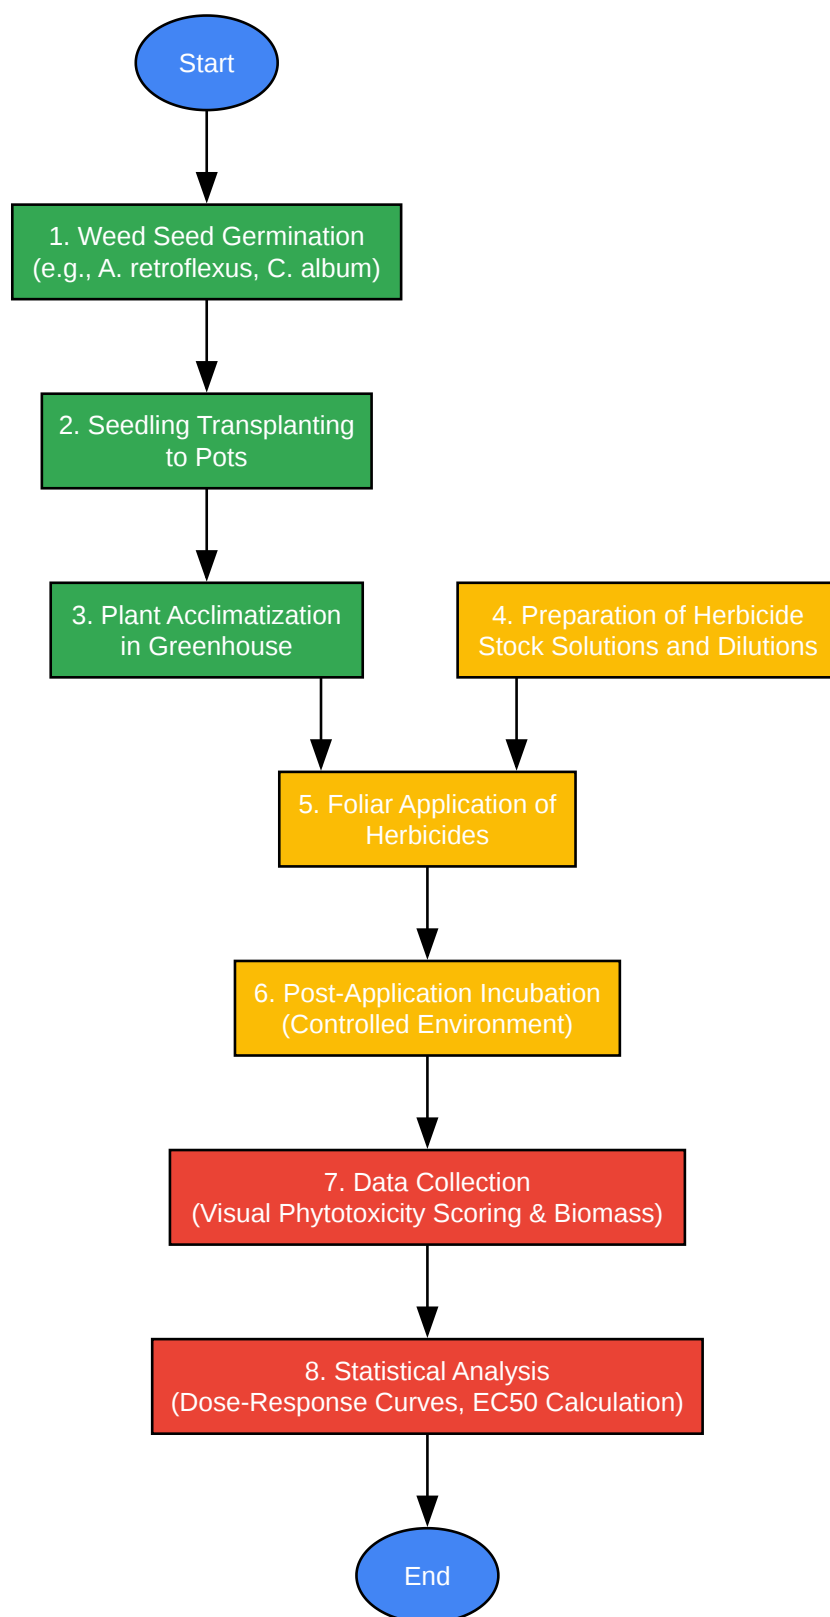 Start
1. Weed Seed Germination
(e.g., A. retroflexus, C. album)
2. Seedling Transplanting
to Pots
3. Plant Acclimatization
in Greenhouse
4. Preparation of Herbicide
Stock Solutions and Dilutions
5. Foliar Application of
Herbicides
6. Post-Application Incubation
(Controlled Environment)
7. Data Collection
(Visual Phytotoxicity Scoring & Biomass)
8. Statistical Analysis
(Dose-Response Curves, EC50 Calculation)
End